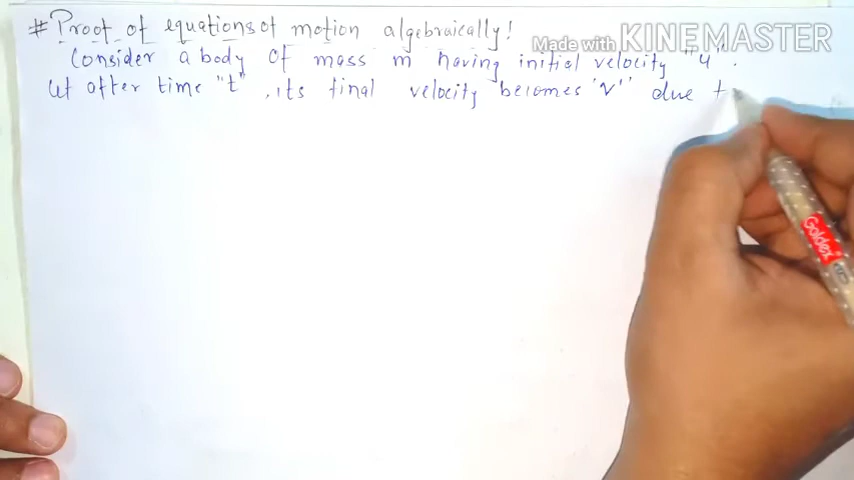 # Proof of equations of motion algebraically!
Made with KINEMASTER
Consider a body of mass m having initial velocity "u".
let after time "t", its final velocity becomes 'v'' due t
Goldex